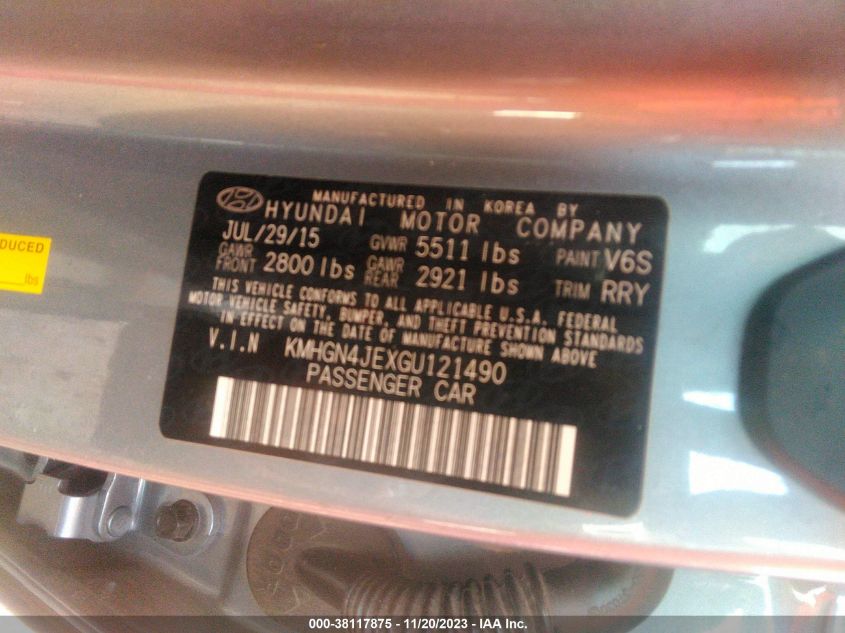 MANUFACTURED IN KOREA BY
HYUNDAI MOTOR COMPANY
JUL/29/15 GVWR 5511 lbs PAINT V6S
GAWR FRONT 2800 lbs GAWR REAR 2921 lbs TRIM RRY
THIS VEHICLE CONFORMS TO ALL APPLICABLE U.S.A. FEDERAL
MOTOR VEHICLE SAFETY, BUMPER, AND THEFT PREVENTION STANDARDS
IN EFFECT ON THE DATE OF MANUFACTURE SHOWN ABOVE
V.I.N KMHGN4JEXGU121490
PASSENGER CAR
DUCED
lbs
000-38117875 - 11/20/2023 - IAA Inc.